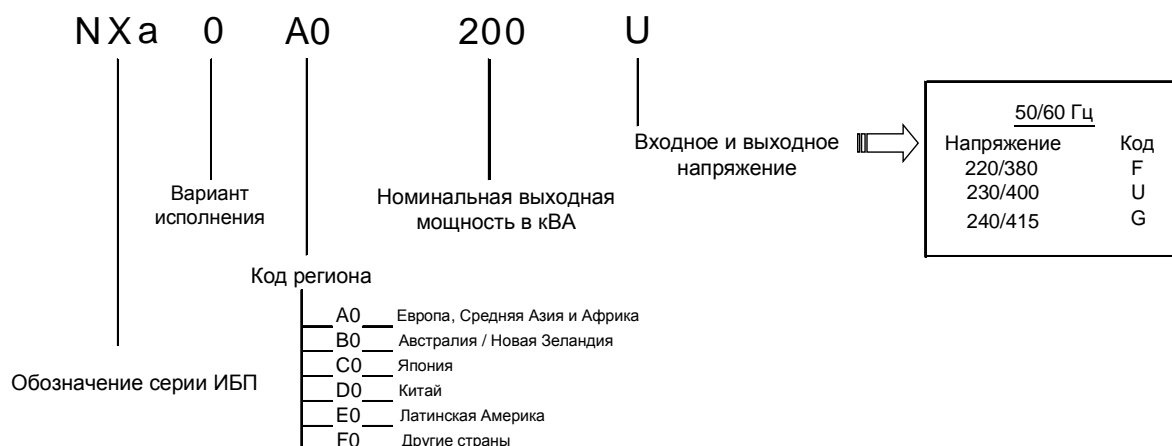 NXa 0 A0 200 U
50/60 Гц
Напряжение Код
220/380 F
230/400 U
240/415 G
Входное и выходное
напряжение
Вариант
исполнения
Номинальная выходная
мощность в кВА
Код региона
A0 Европа, Средняя Азия и Африка
B0 Австралия / Новая Зеландия
C0 Япония
D0 Китай
E0 Латинская Америка
F0 Другие страны
Обозначение серии ИБП